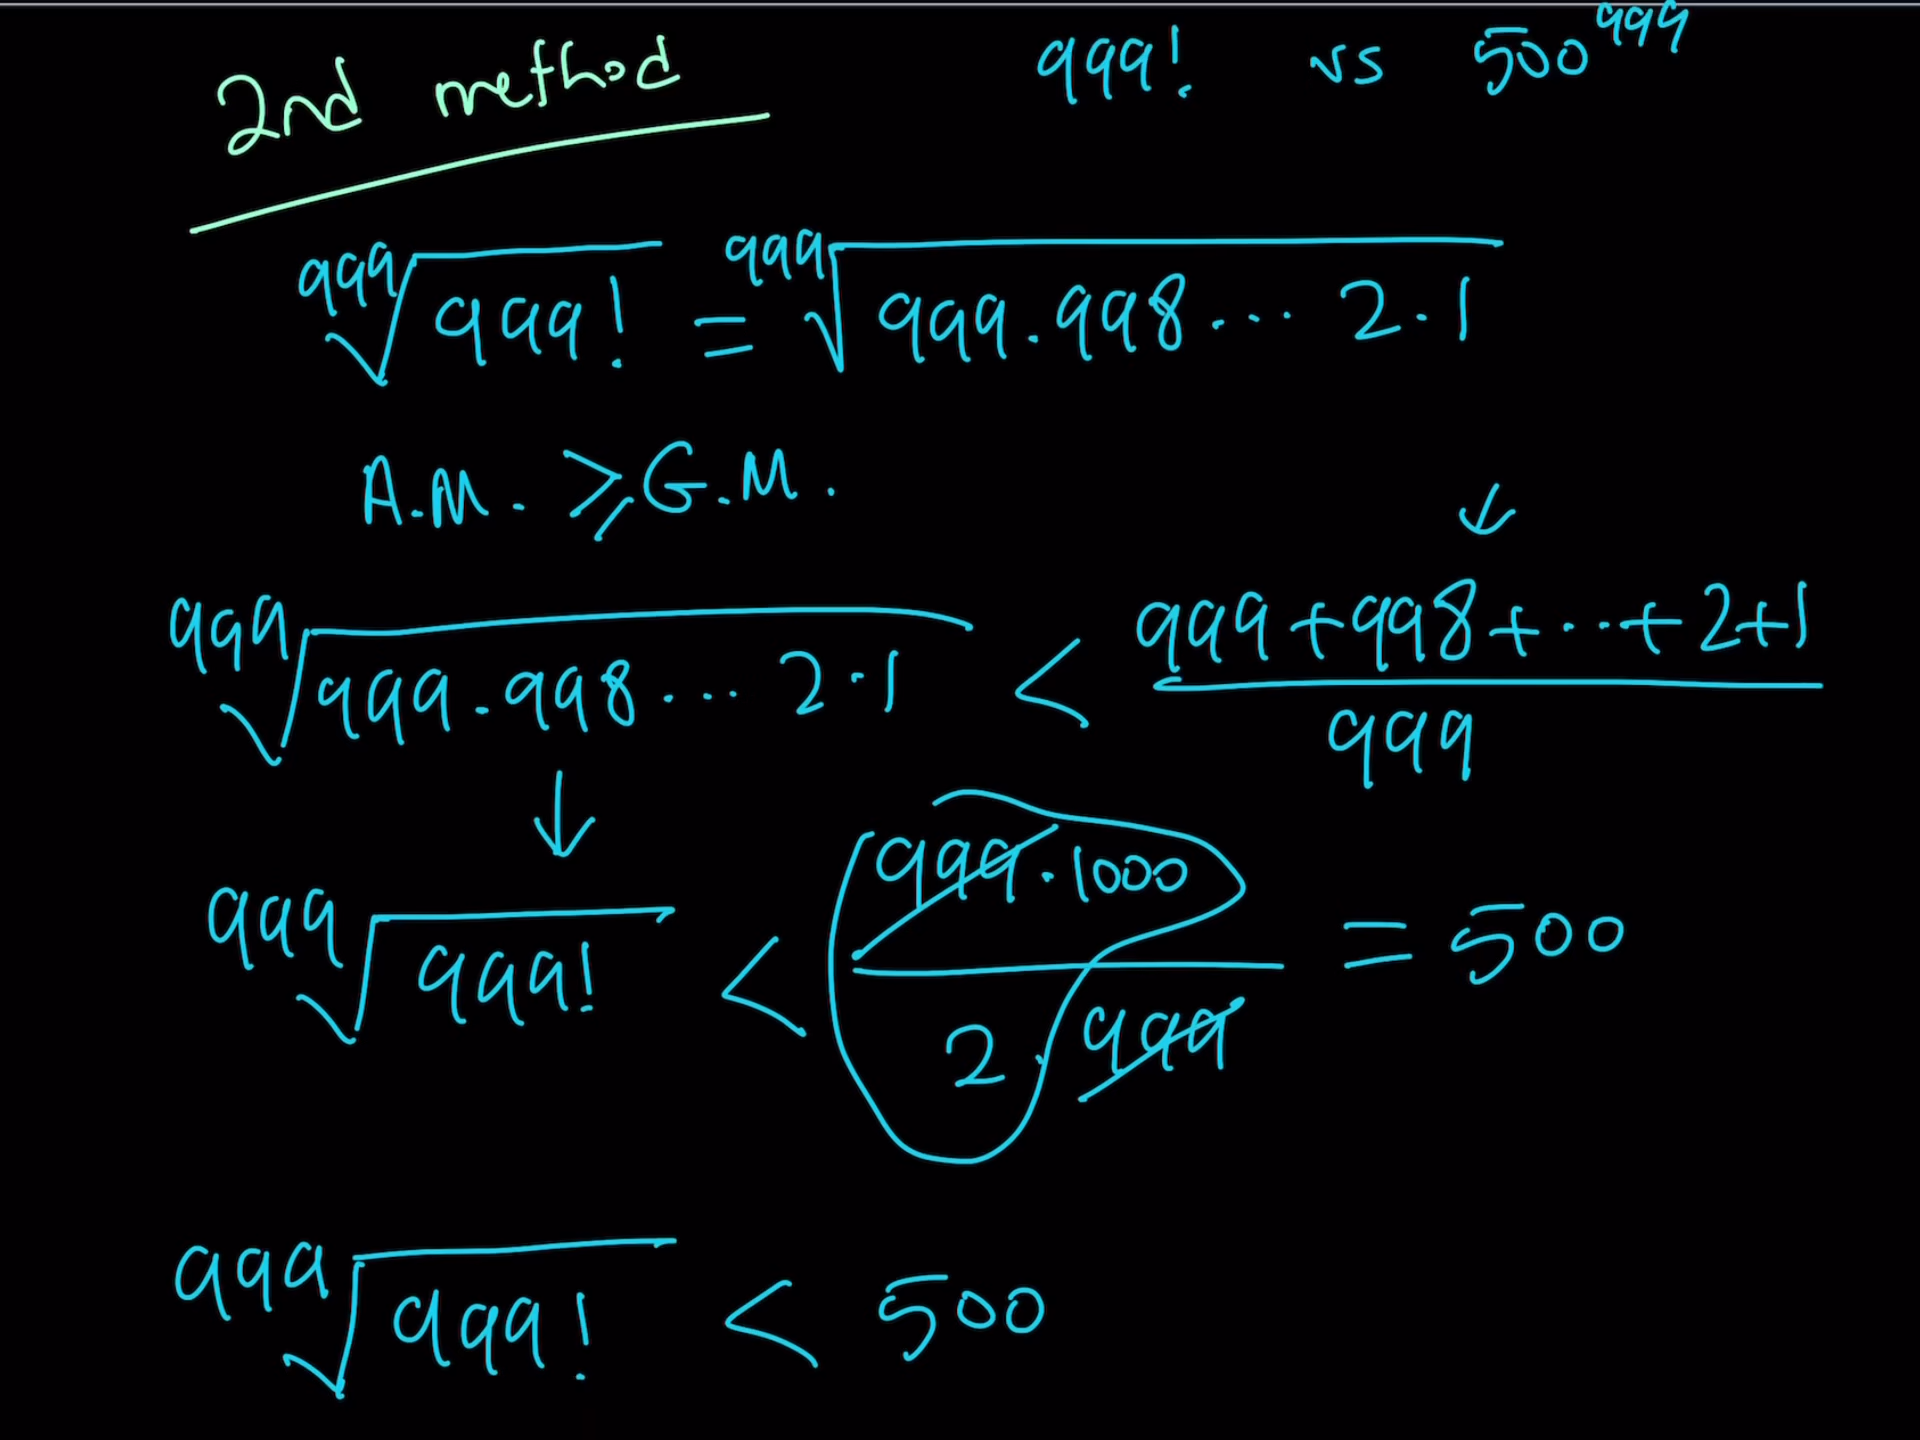 2nd method
999! vs 500^999
999√(999!) = 999√(999.998... 2.1)
A.M. ⩾ G.M. ↓
999√(999.998... 2.1) < (999+998+...+2+1)/999
↓
999√(999!) < (999.1000)/(2.999) = 500
999√(999!) < 500